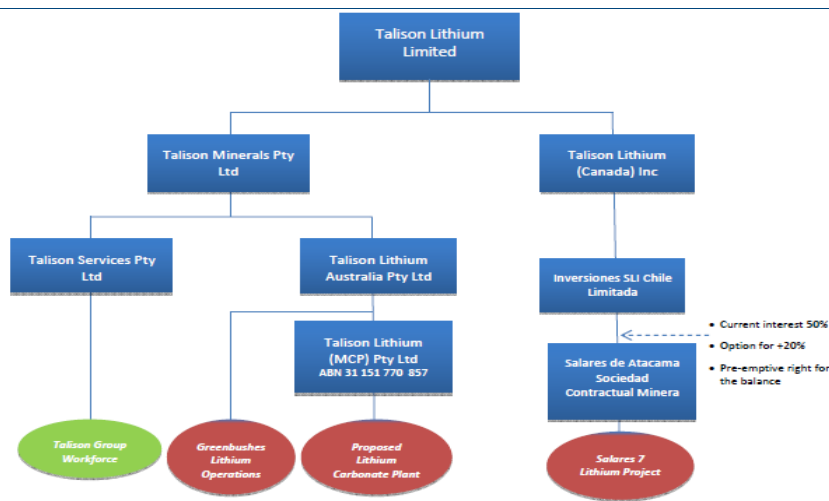 Talison Lithium
Limited
Talison Minerals Pty
Ltd
Talison Lithium
(Canada) Inc
Talison Services Pty
Ltd
Talison Lithium
Australia Pty Ltd
Inversiones SLI Chile
Limitada
Talison Lithium
(MCP) Pty Ltd
ABN 31 151 770 857
Salares de Atacama
Sociedad
Contractual Minera
• Current interest 50%
• Option for +20%
• Pre-emptive right for
the balance
Talison Group
Workforce
Greenbushes
Lithium
Operations
Proposed
Lithium
Carbonate Plant
Salares 7
Lithium Project